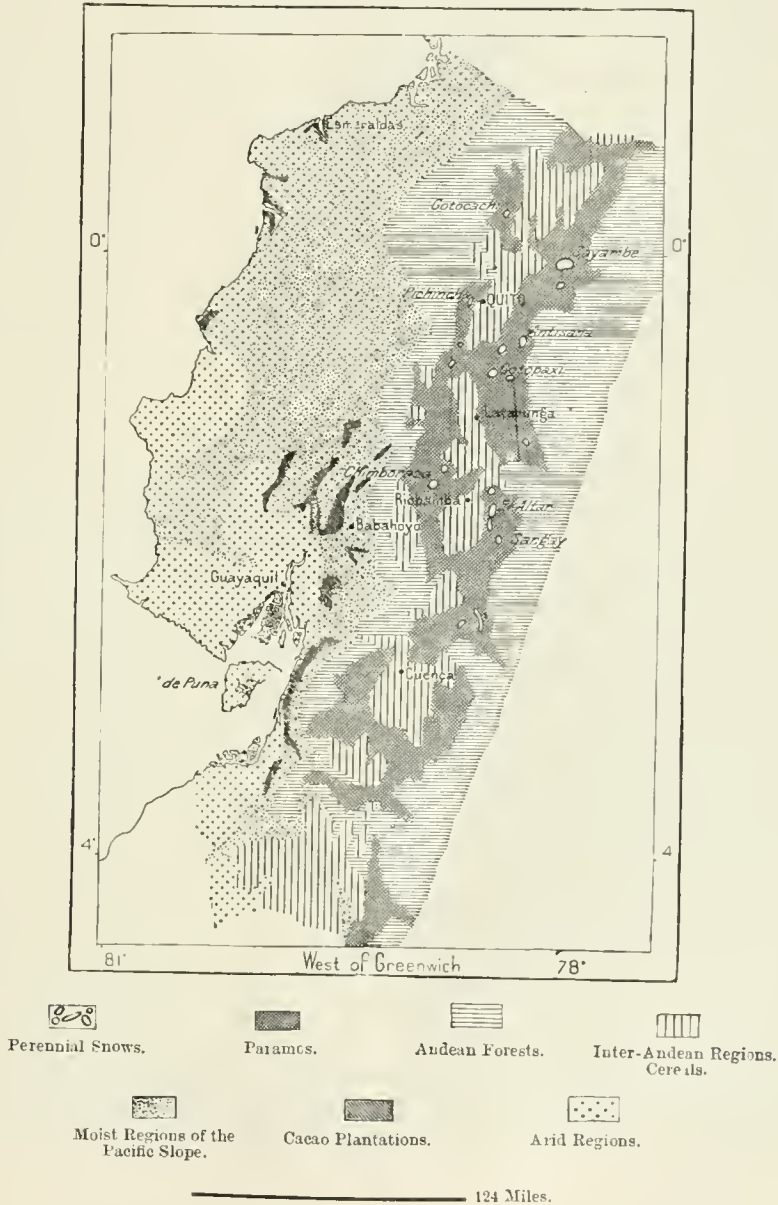 Esmeraldas
Cotocachi
0°
0°
Cayambe
Pichincha
QUITO
Antisana
Cotopaxi
Latacunga
Chimborazo
Riobamba
Altar
Babahoyo
Sangay
Guayaquil
de Puna
Cuença
4°
4
81°
West of Greenwich
78°
Perennial Snows.
Paramos.
Andean Forests.
Inter-Andean Regions.
Cereals.
Moist Regions of the
Pacific Slope.
Cacao Plantations.
Arid Regions.
124 Miles.